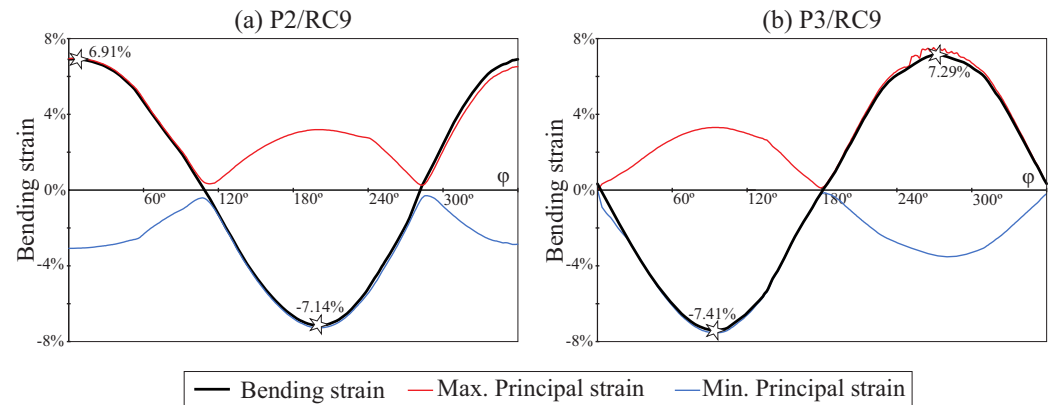 (a) P2/RC9
(b) P3/RC9
Bending strain
8%
4%
0%
-4%
-8%
6.91%
-7.14%
60º
120º
240º
300º
φ
Bending strain
8%
4%
0%
-4%
-8%
7.29%
-7.41%
60º
120º
240º
300º
φ
Bending strain Max. Principal strain Min. Principal strain